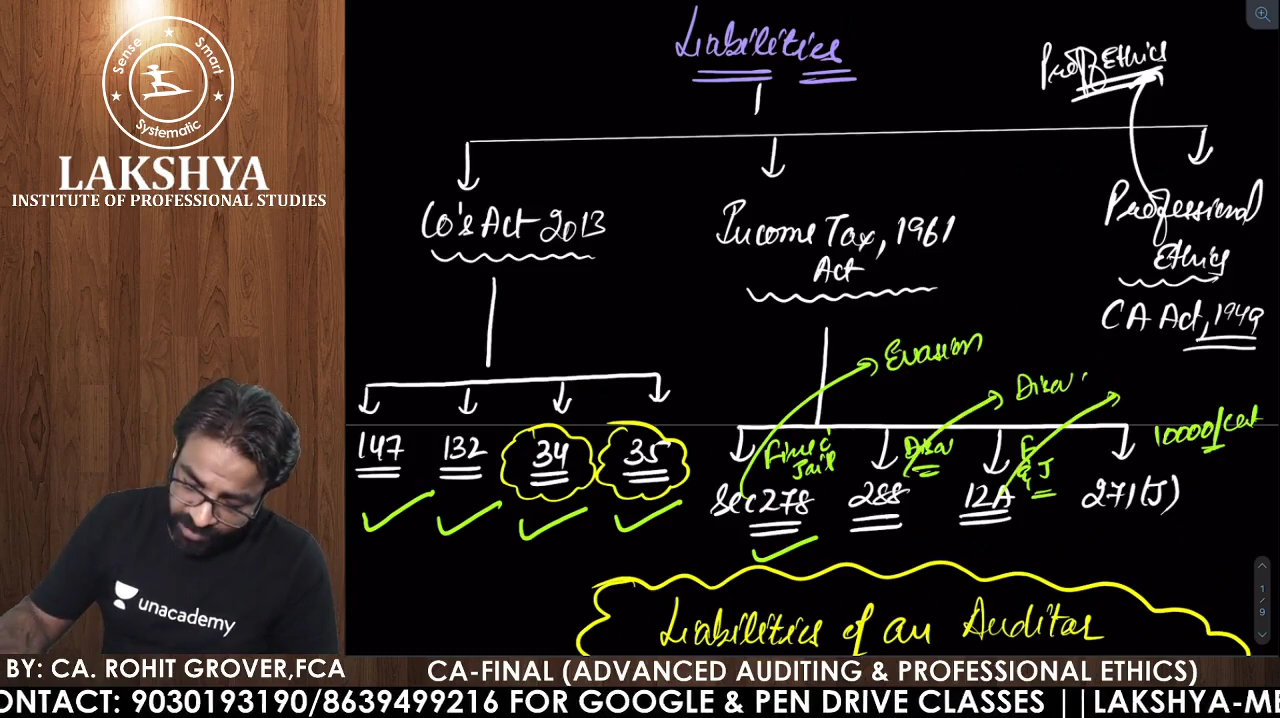 Sense
Smart
Systematic
LAKSHYA
INSTITUTE OF PROFESSIONAL STUDIES
unacademy
Liabilities
Prof Ethics
Co's Act 2013
Income Tax, 1961
Act
Professional
Ethics
CA Act, 1949
Evasion
147
132
34
35
Fine &
Jail
10000/cert
Sec 278
288
12A
F
& J
271(J)
1
/
9
Liabilities of an Auditor
BY: CA. ROHIT GROVER,FCA
CA-FINAL (ADVANCED AUDITING & PROFESSIONAL ETHICS)
ONTACT: 9030193190/8639499216 FOR GOOGLE & PEN DRIVE CLASSES ||LAKSHYA-ME